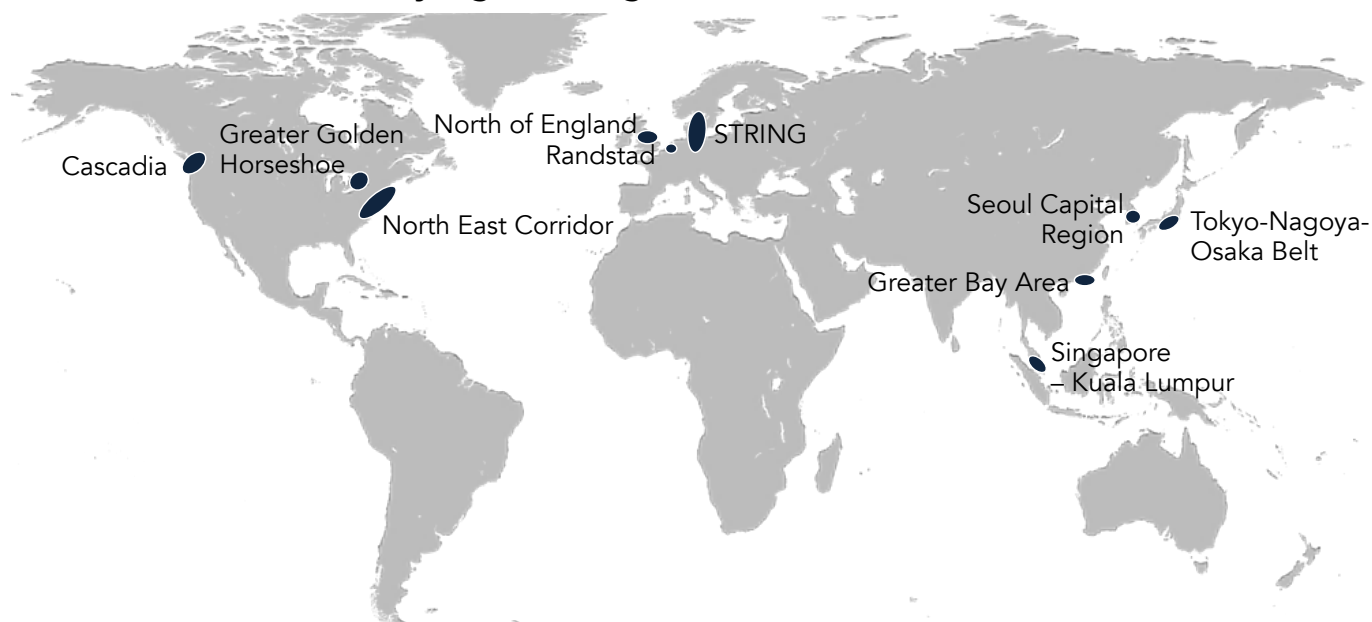 North of England
Greater Golden
Horseshoe
STRING
Randstad
Cascadia
North East Corridor
Seoul Capital
Region
Tokyo-Nagoya-
Osaka Belt
Greater Bay Area
Singapore
– Kuala Lumpur